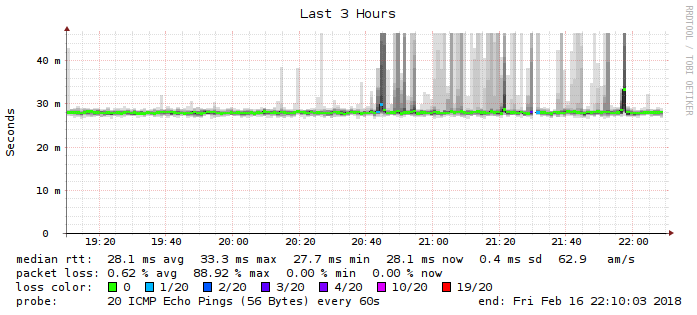 Last 3 Hours
RRDTOOL / TOBI OETIKER
Seconds
40 m
30 m
20 m
10 m
0
19:20 19:40 20:00 20:20 20:40 21:00 21:20 21:40 22:00
median rtt: 28.1 ms avg 33.3 ms max 27.7 ms min 28.1 ms now 0.4 ms sd 62.9 am/s
packet loss: 0.62 % avg 88.92 % max 0.00 % min 0.00 % now
loss color: 0 1/20 2/20 3/20 4/20 10/20 19/20
probe: 20 ICMP Echo Pings (56 Bytes) every 60s end: Fri Feb 16 22:10:03 2018